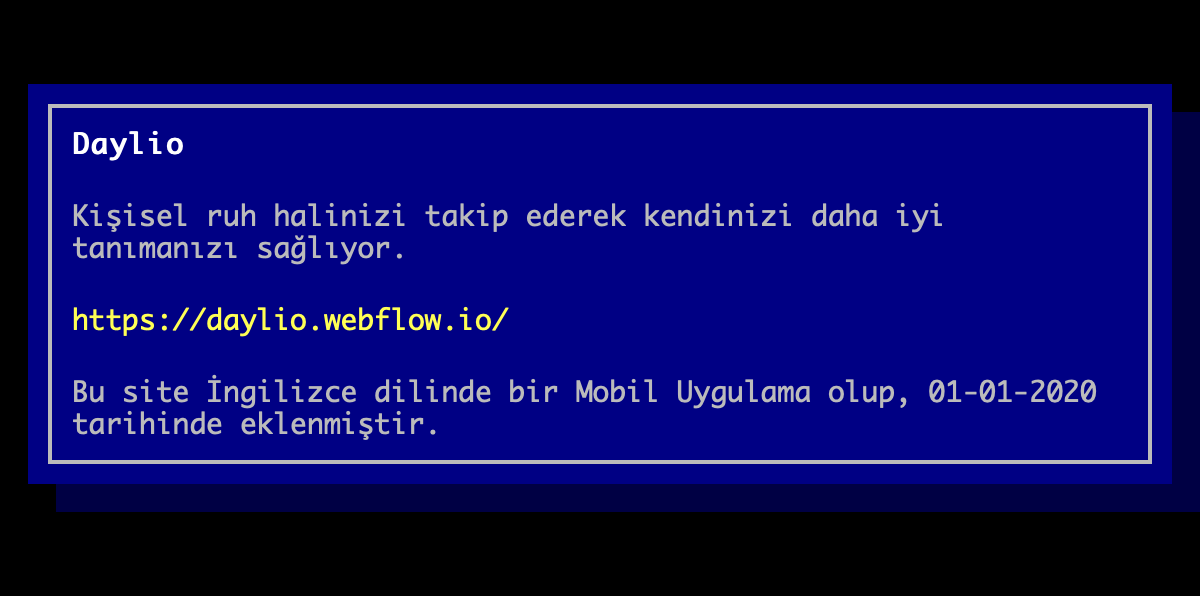 Daylio
Kişisel ruh halinizi takip ederek kendinizi daha iyi
tanımanızı sağlıyor.
https://daylio.webflow.io/
Bu site İngilizce dilinde bir Mobil Uygulama olup, 01-01-2020
tarihinde eklenmiştir.